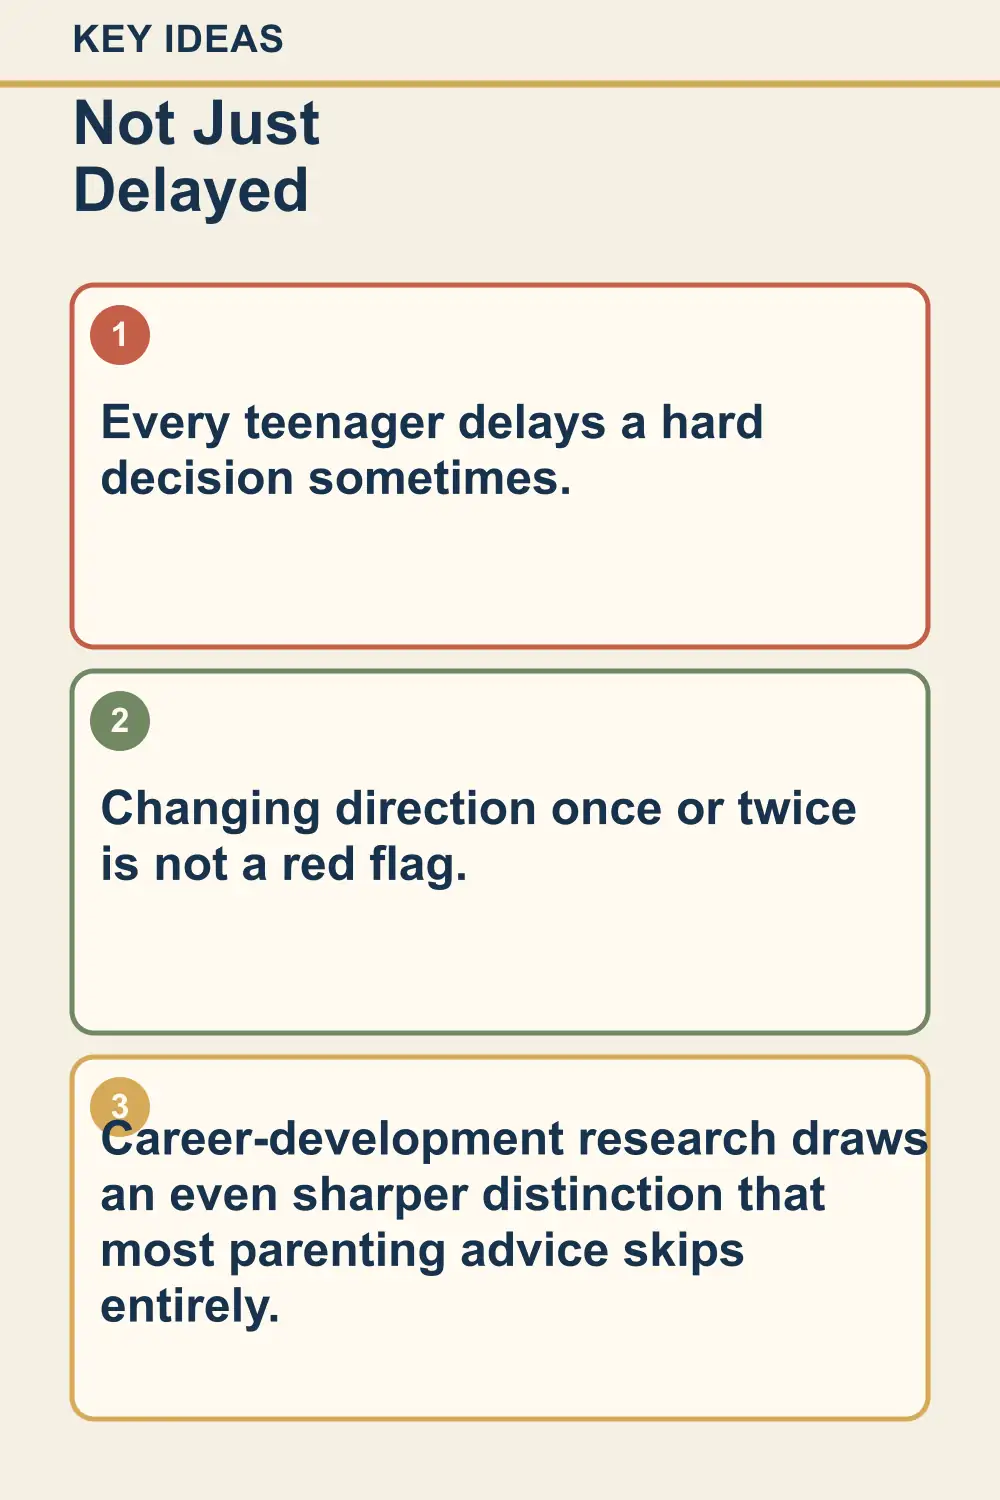 KEY IDEAS
Not Just
Delayed
1
Every teenager delays a hard
decision sometimes.
2
Changing direction once or twice
is not a red flag.
3
Career-development research draws
an even sharper distinction that
most parenting advice skips
entirely.